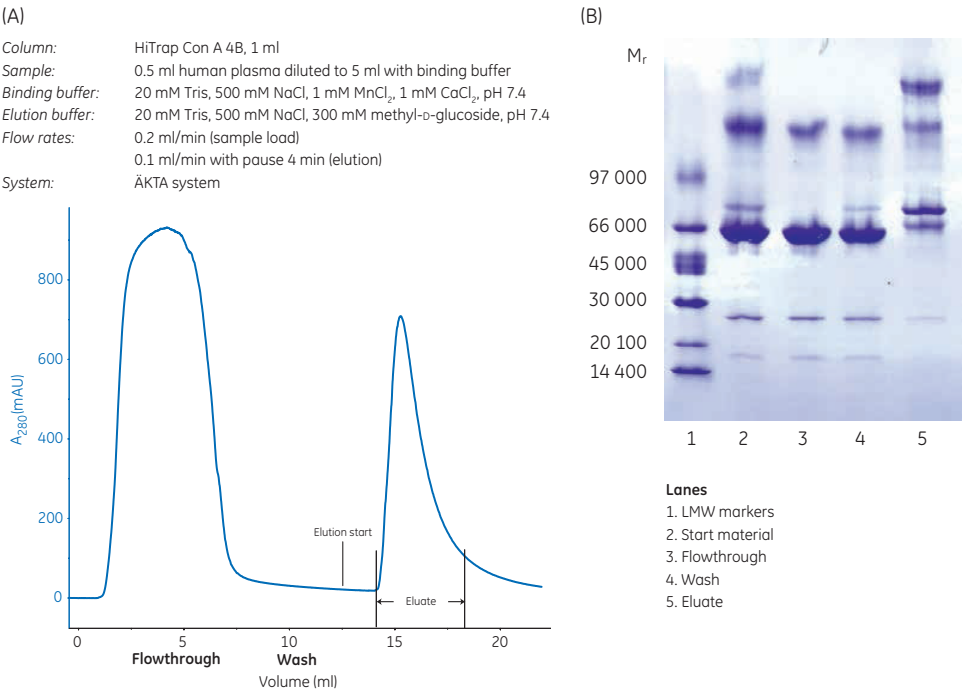 (A)
Column: HiTrap Con A 4B, 1 ml
Sample: 0.5 ml human plasma diluted to 5 ml with binding buffer
Binding buffer: 20 mM Tris, 500 mM NaCl, 1 mM MnCl2, 1 mM CaCl2, pH 7.4
Elution buffer: 20 mM Tris, 500 mM NaCl, 300 mM methyl-D-glucoside, pH 7.4
Flow rates: 0.2 ml/min (sample load)
0.1 ml/min with pause 4 min (elution)
System: ÄKTA system
A280(mAU)
800
600
400
200
0
Elution start
Eluate
0 5 10 15 20
Flowthrough Wash
Volume (ml)
(B)
Mr
97 000
66 000
45 000
30 000
20 100
14 400
1 2 3 4 5
Lanes
1. LMW markers
2. Start material
3. Flowthrough
4. Wash
5. Eluate